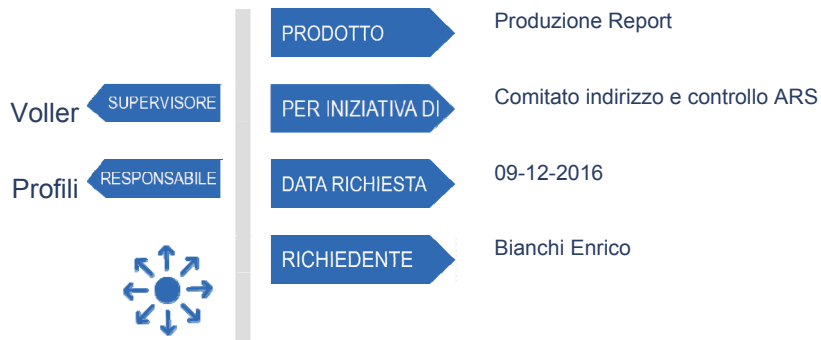 PRODOTTO Produzione Report
Voller SUPERVISORE PER INIZIATIVA DI Comitato indirizzo e controllo ARS
Profili RESPONSABILE DATA RICHIESTA 09-12-2016
RICHIEDENTE Bianchi Enrico